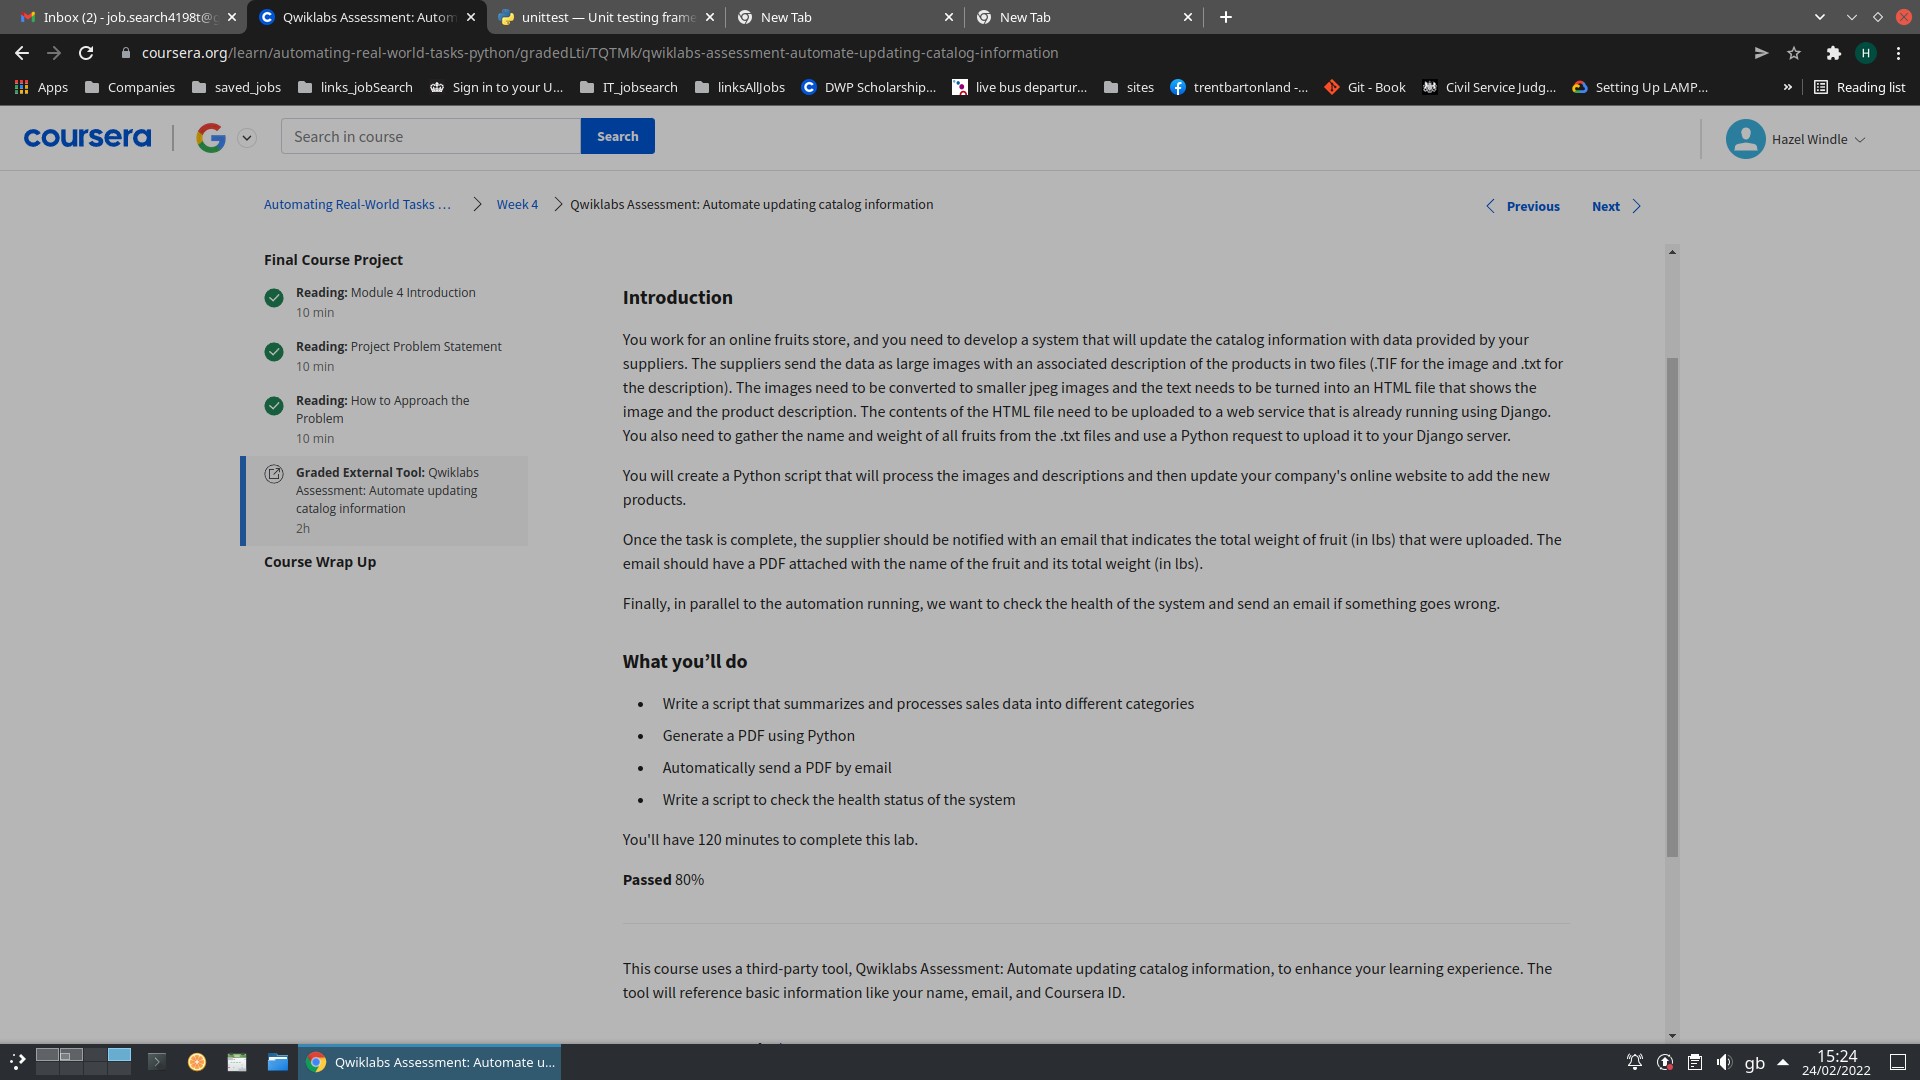 Inbox (2) - job.search4198t@g
Qwiklabs Assessment: Autom
unittest — Unit testing frame
New Tab
New Tab
coursera.org/learn/automating-real-world-tasks-python/gradedLti/TQTMk/qwiklabs-assessment-automate-updating-catalog-information
H
Apps
Companies
saved_jobs
links_jobSearch
Sign in to your U...
IT_jobsearch
linksAllJobs
DWP Scholarship...
live bus departur...
sites
trentbartonland -...
Git - Book
Civil Service Judg...
Setting Up LAMP...
»
Reading list
coursera
Search in course
Search
Hazel Windle
Automating Real-World Tasks ...
Week 4
Qwiklabs Assessment: Automate updating catalog information
Previous
Next
Final Course Project
Reading: Module 4 Introduction
10 min
Reading: Project Problem Statement
10 min
Reading: How to Approach the
Problem
10 min
Graded External Tool: Qwiklabs
Assessment: Automate updating
catalog information
2h
Course Wrap Up
Introduction
You work for an online fruits store, and you need to develop a system that will update the catalog information with data provided by your
suppliers. The suppliers send the data as large images with an associated description of the products in two files (.TIF for the image and .txt for
the description). The images need to be converted to smaller jpeg images and the text needs to be turned into an HTML file that shows the
image and the product description. The contents of the HTML file need to be uploaded to a web service that is already running using Django.
You also need to gather the name and weight of all fruits from the .txt files and use a Python request to upload it to your Django server.
You will create a Python script that will process the images and descriptions and then update your company's online website to add the new
products.
Once the task is complete, the supplier should be notified with an email that indicates the total weight of fruit (in lbs) that were uploaded. The
email should have a PDF attached with the name of the fruit and its total weight (in lbs).
Finally, in parallel to the automation running, we want to check the health of the system and send an email if something goes wrong.
What you’ll do
• Write a script that summarizes and processes sales data into different categories
• Generate a PDF using Python
• Automatically send a PDF by email
• Write a script to check the health status of the system
You'll have 120 minutes to complete this lab.
Passed 80%
This course uses a third-party tool, Qwiklabs Assessment: Automate updating catalog information, to enhance your learning experience. The
tool will reference basic information like your name, email, and Coursera ID.
Qwiklabs Assessment: Automate u...
gb
15:24
24/02/2022